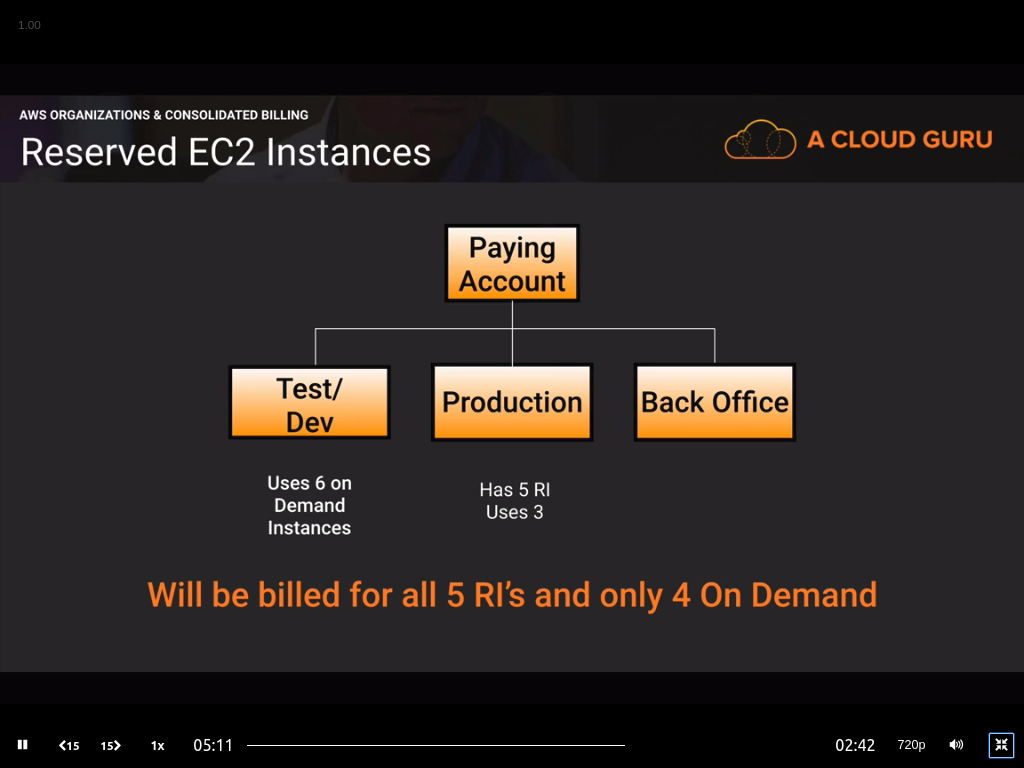 1.00
AWS ORGANIZATIONS & CONSOLIDATED BILLING
Reserved EC2 Instances
A CLOUD GURU
Paying
Account
Test/
Dev
Production
Back Office
Uses 6 on
Demand
Instances
Has 5 RI
Uses 3
Will be billed for all 5 RI’s and only 4 On Demand
15
15
1x
05:11
02:42
720p